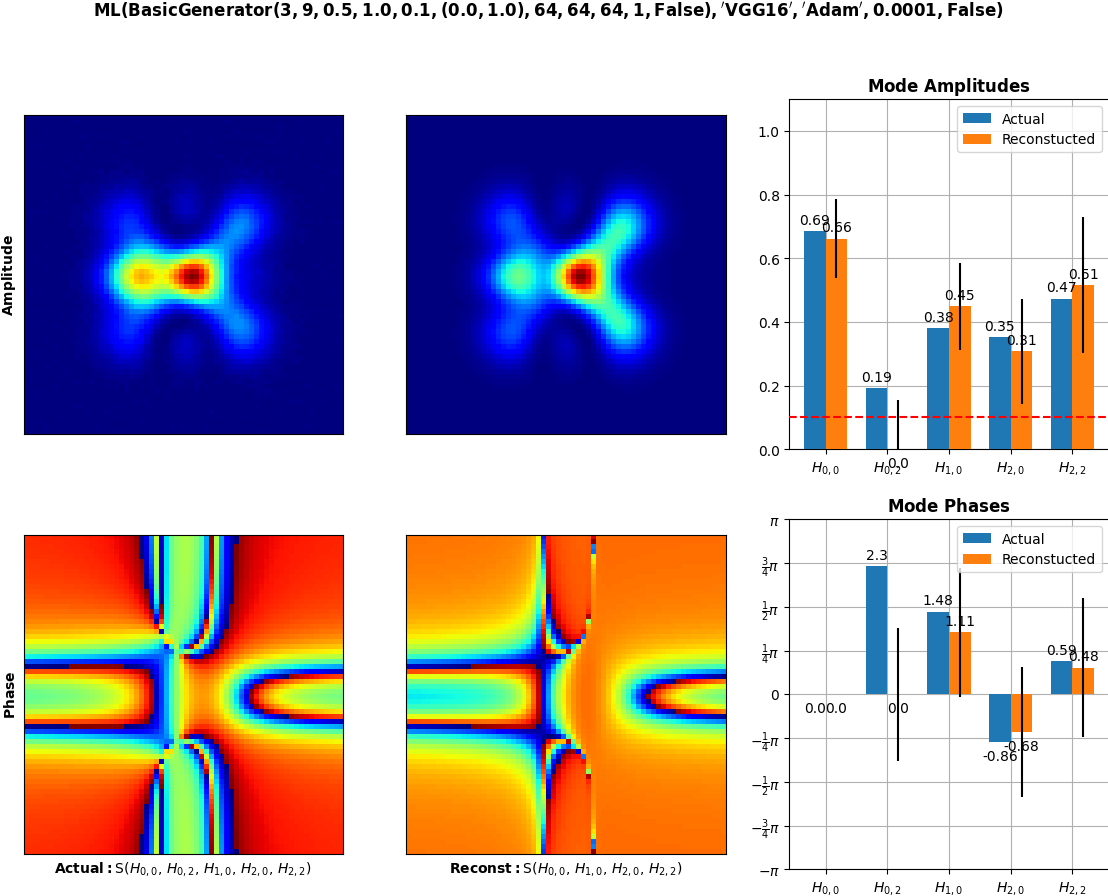 ML(BasicGenerator(3, 9, 0.5, 1.0, 0.1, (0.0, 1.0), 64, 64, 64, 1, False), ′VGG16′, ′Adam′, 0.0001, False)
Amplitude
Mode Amplitudes
Actual
Reconstucted
1.0
0.8
0.6
0.4
0.2
0.0
0.69
0.66
0.19
0.0
0.38
0.45
0.35
0.31
0.47
0.51
H0,0 H0,2 H1,0 H2,0 H2,2
Phase
Mode Phases
Actual
Reconstucted
π
3/4π
1/2π
1/4π
0
−1/4π
−1/2π
−3/4π
−π
0.0
0.0
2.3
0.0
1.48
1.11
-0.86
-0.68
0.59
0.48
H0,0 H0,2 H1,0 H2,0 H2,2
Actual: S(H0,0, H0,2, H1,0, H2,0, H2,2)
Reconst: S(H0,0, H1,0, H2,0, H2,2)